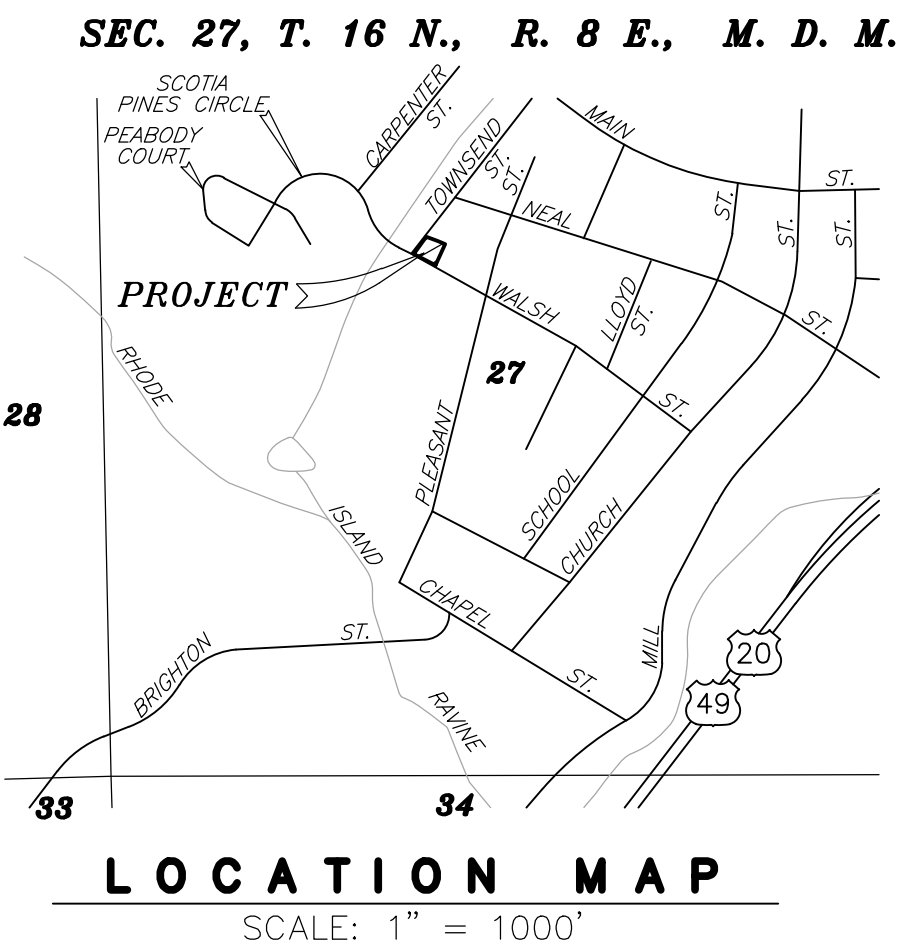 SEC. 27, T. 16 N., R. 8 E., M. D. M.
SCOTIA
PINES CIRCLE
PEABODY
COURT
CARPENTER
ST.
TOWNSEND
ST.
ST.
MAIN
ST.
NEAL
ST.
ST.
ST.
ST.
PROJECT
WALSH
ST.
LLOYD
ST.
RHODE
28
27
PLEASANT
SCHOOL
CHURCH
ISLAND
CHAPEL
ST.
MILL
20
49
BRIGHTON
ST.
RAVINE
33
34
LOCATION MAP
SCALE: 1" = 1000'